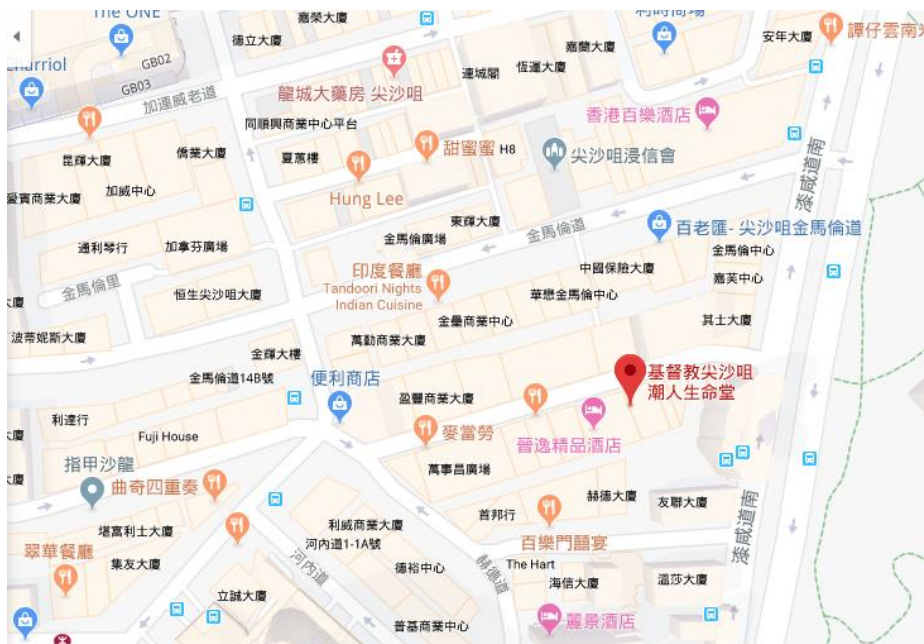 The ONE
嘉榮大廈
利時商場
德立大廈
嘉蘭大廈
安年大廈
譚仔雲南
GB02
連城閣
恆運大廈
GB03
龍城大藥房 尖沙咀
加連威老道
香港百樂酒店
同順興商業中心平台
僑業大廈
昆輝大廈
夏蕙樓
甜蜜蜜
H8
尖沙咀浸信會
漆咸道南
加威中心
愛賓商業大廈
Hung Lee
東輝大廈
金馬倫道
百老匯- 尖沙咀金馬倫道
通利琴行
加拿芬廣場
金馬倫廣場
金馬倫中心
印度餐廳
Tandoori Nights
Indian Cuisine
中國保險大廈
嘉芙中心
金馬倫里
恒生尖沙咀大廈
華懋金馬倫中心
金壘商業中心
其士大廈
波蒂妮斯大廈
萬勤商業大廈
金輝大樓
基督教尖沙咀
潮人生命堂
金馬倫道14B號
便利商店
盈豐商業大廈
利達行
麥當勞
晉逸精品酒店
Fuji House
指甲沙龍
萬事昌廣場
曲奇四重奏
赫德大廈
友聯大廈
漆咸道南
首邦行
堪富利士大廈
利威商業大廈
百樂門囍宴
翠華餐廳
河內道1-1A號
集友大廈
河內道
德裕中心
赫德道
The Hart
海信大廈
溫莎大廈
立誠大廈
普基商業中心
麗景酒店